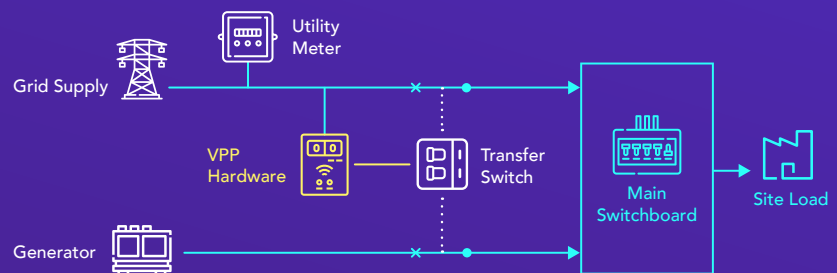 Utility
Meter
Grid Supply
VPP
Hardware
Transfer
Switch
Main
Switchboard
Site Load
Generator